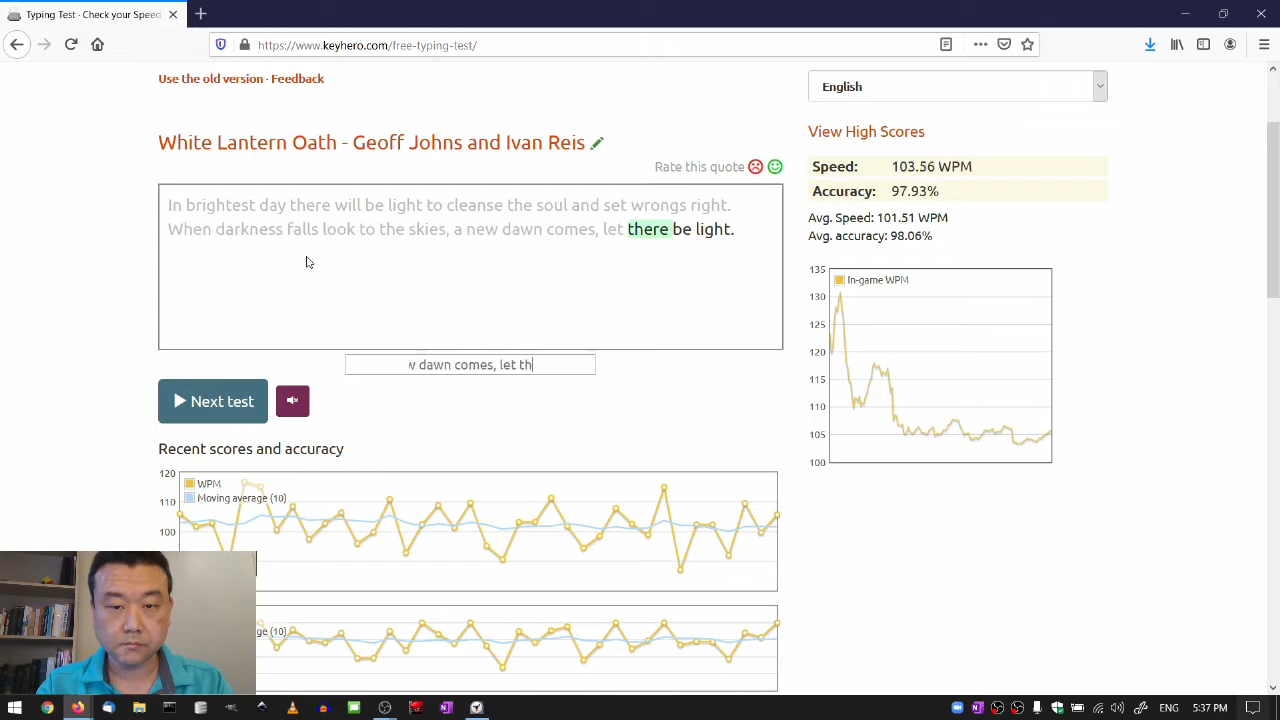 Typing Test - Check your Speed
https://www.keyhero.com/free-typing-test/
Use the old version · Feedback
English
White Lantern Oath - Geoff Johns and Ivan Reis
View High Scores
Rate this quote
Speed: 103.56 WPM
Accuracy: 97.93%
In brightest day there will be light to cleanse the soul and set wrongs right.
When darkness falls look to the skies, a new dawn comes, let there be light.
Avg. Speed: 101.51 WPM
Avg. accuracy: 98.06%
135
In-game WPM
130
125
120
115
110
105
100
w dawn comes, let th
Next test
Recent scores and accuracy
120
WPM
Moving average (10)
110
100
age (10)
5:37 PM